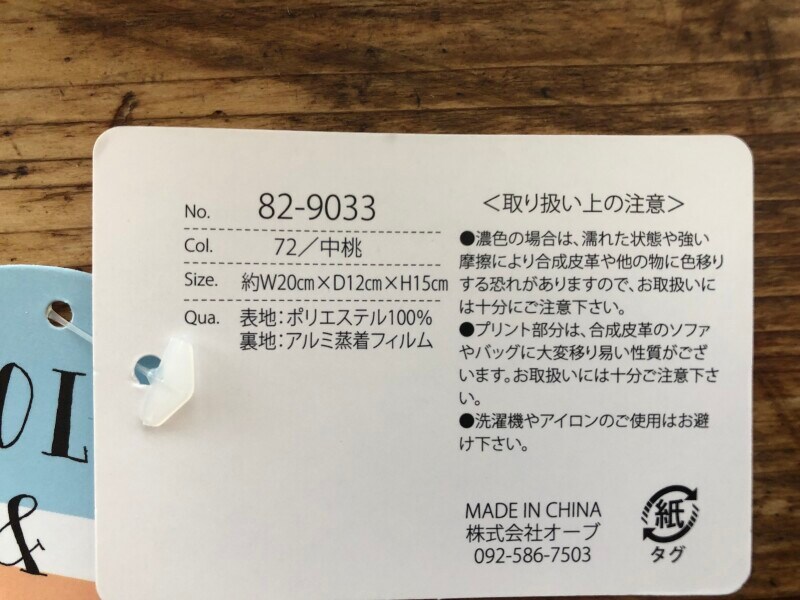 No. 82-9033
Col. 72／中桃
Size. 約W20㎝×D12㎝×H15㎝
Qua. 表地：ポリエステル100%
裏地：アルミ蒸着フィルム
＜取り扱い上の注意＞
●濃色の場合は、濡れた状態や強い
摩擦により合成皮革や他の物に色移り
する恐れがありますので、お取扱いに
は十分にご注意下さい。
●プリント部分は、合成皮革のソファ
やバッグに大変移り易い性質がござ
います。お取扱いには十分ご注意下さ
い。
●洗濯機やアイロンのご使用はお避
け下さい。
MADE IN CHINA
株式会社オーブ
092-586-7503
紙
タグ
OL
&